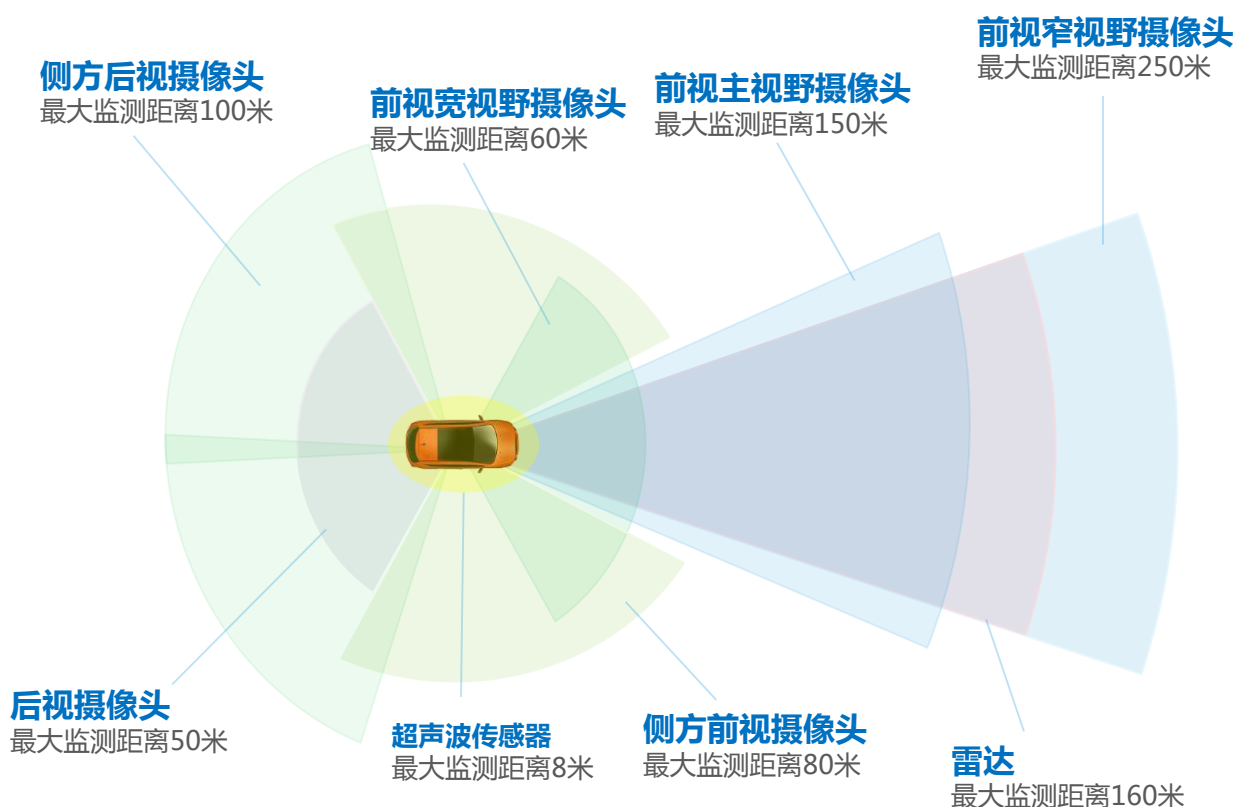 前视窄视野摄像头
最大监测距离250米
侧方后视摄像头
最大监测距离100米
前视宽视野摄像头
最大监测距离60米
前视主视野摄像头
最大监测距离150米
后视摄像头
最大监测距离50米
超声波传感器
最大监测距离8米
侧方前视摄像头
最大监测距离80米
雷达
最大监测距离160米